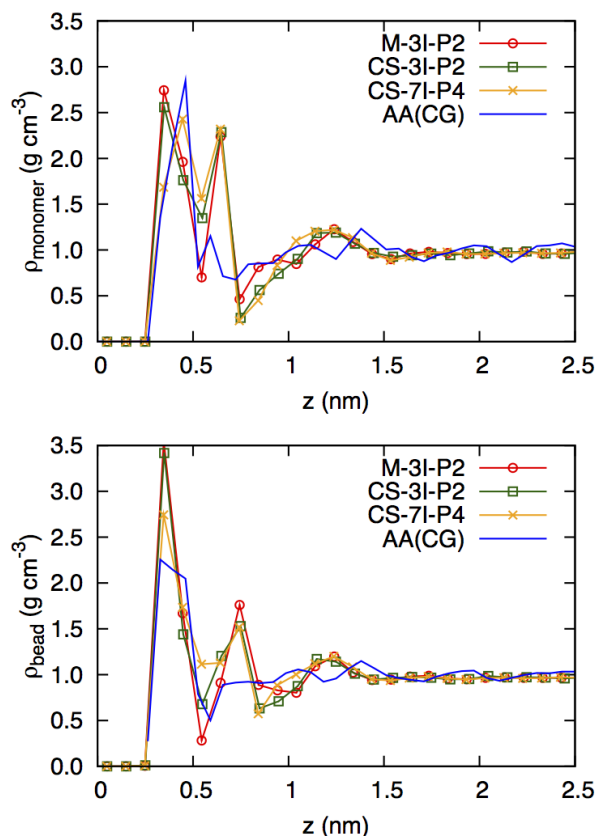 3.5
3.0
2.5
2.0
1.5
1.0
0.5
0.0
ρmonomer (g cm-3)
M-3I-P2
CS-3I-P2
CS-7I-P4
AA(CG)
0 0.5 1 1.5 2 2.5
z (nm)
3.5
3.0
2.5
2.0
1.5
1.0
0.5
0.0
ρbead (g cm-3)
M-3I-P2
CS-3I-P2
CS-7I-P4
AA(CG)
0 0.5 1 1.5 2 2.5
z (nm)